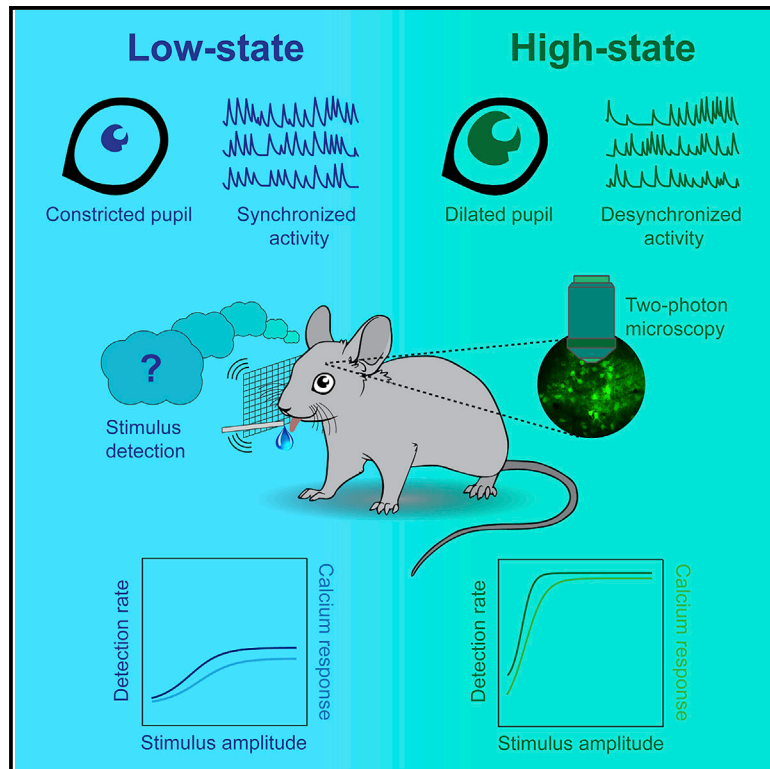 Low-state
High-state
Constricted pupil
Synchronized
activity
Dilated pupil
Desynchronized
activity
Two-photon
microscopy
?
Stimulus
detection
Detection rate
Calcium response
Stimulus amplitude
Detection rate
Calcium response
Stimulus amplitude